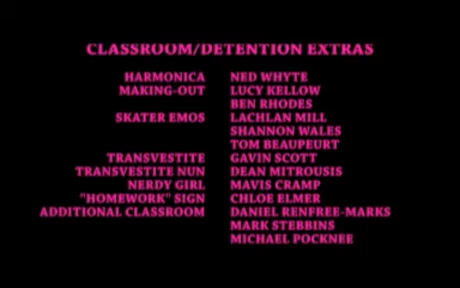 CLASSROOM/DETENTION EXTRAS
HARMONICA NED WHYTE
MAKING-OUT LUCY KELLOW
BEN RHODES
SKATER EMOS LACHLAN MILL
SHANNON WALES
TOM BEAUPEURT
TRANSVESTITE GAVIN SCOTT
TRANSVESTITE NUN DEAN MITROUSIS
NERDY GIRL MAVIS CRAMP
"HOMEWORK" SIGN CHLOE ELMER
ADDITIONAL CLASSROOM DANIEL RENFREE-MARKS
MARK STEBBINS
MICHAEL POCKNEE